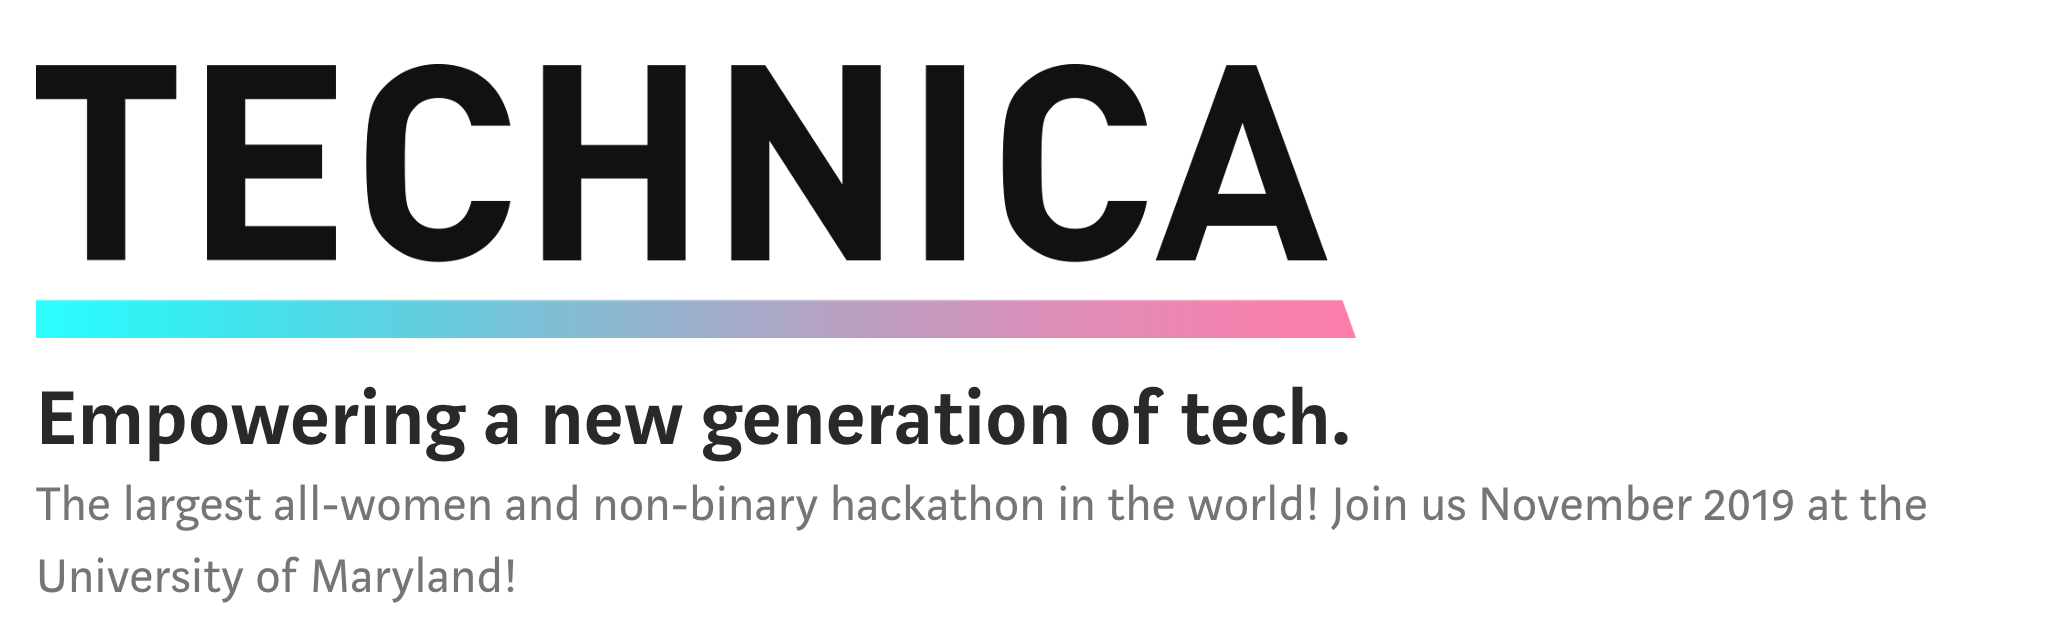 TECHNICA
Empowering a new generation of tech.
The largest all-women and non-binary hackathon in the world! Join us November 2019 at the
University of Maryland!